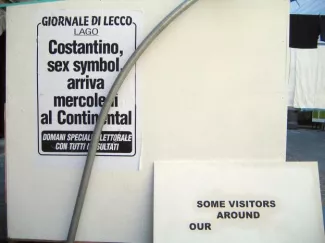 GIORNALE DI LECCO
LAGO
Costantino,
sex symbol
arriva
mercoledì
al Continental
DOMANI SPECIALE ELETTORALE
CON TUTTI I RISULTATI
SOME VISITORS
AROUND
OUR